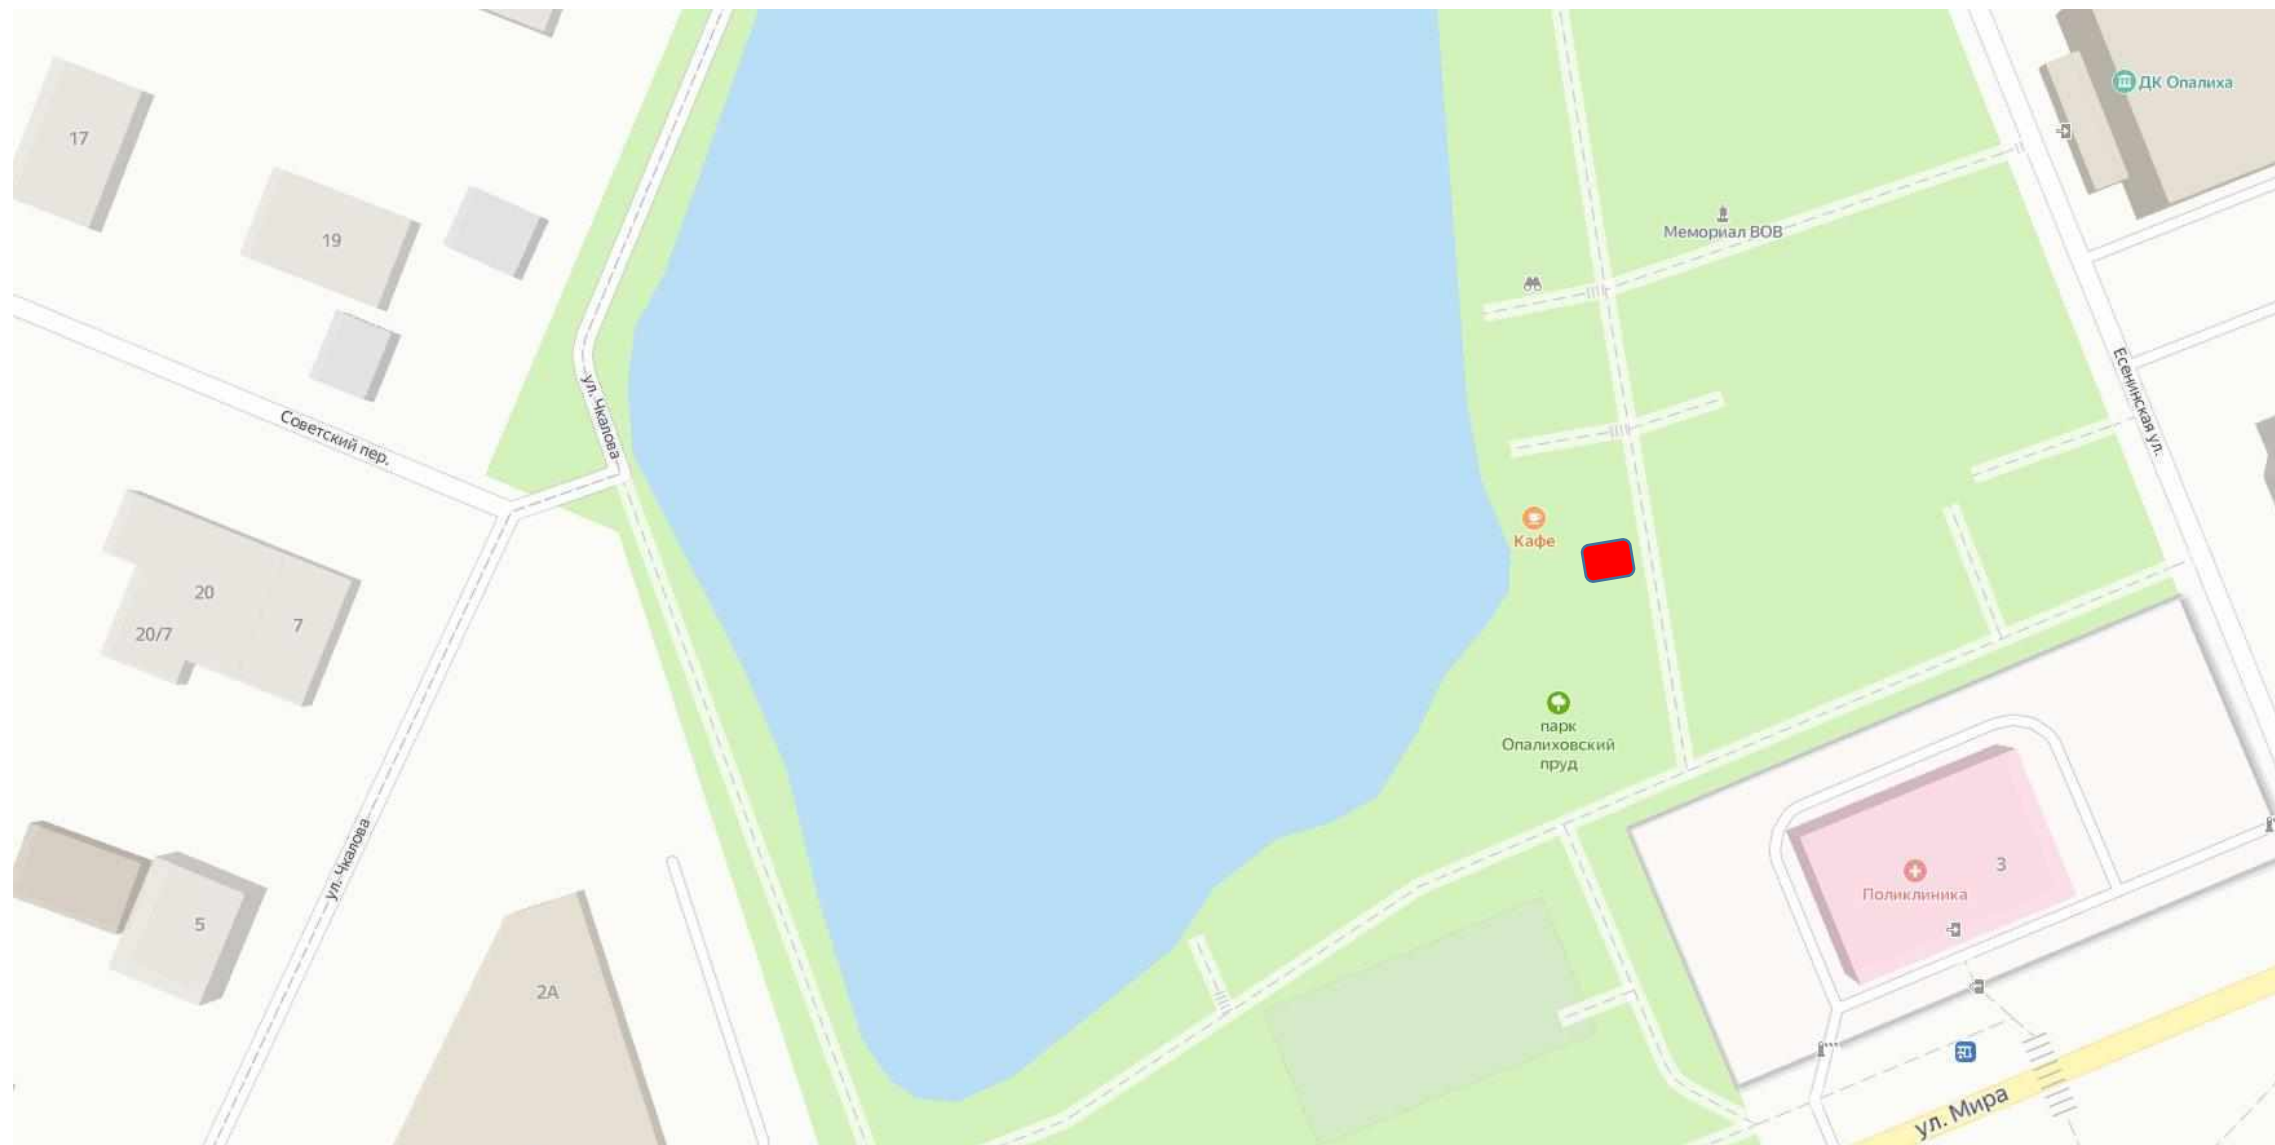 ДК Опалиха
17
19
Мемориал ВОВ
ул. Чкалова
Советский пер.
Есенинская ул.
Кафе
20
7
20/7
парк
Опалиховский
пруд
ул. Чкалова
5
2А
3
Поликлиника
ул. Мира